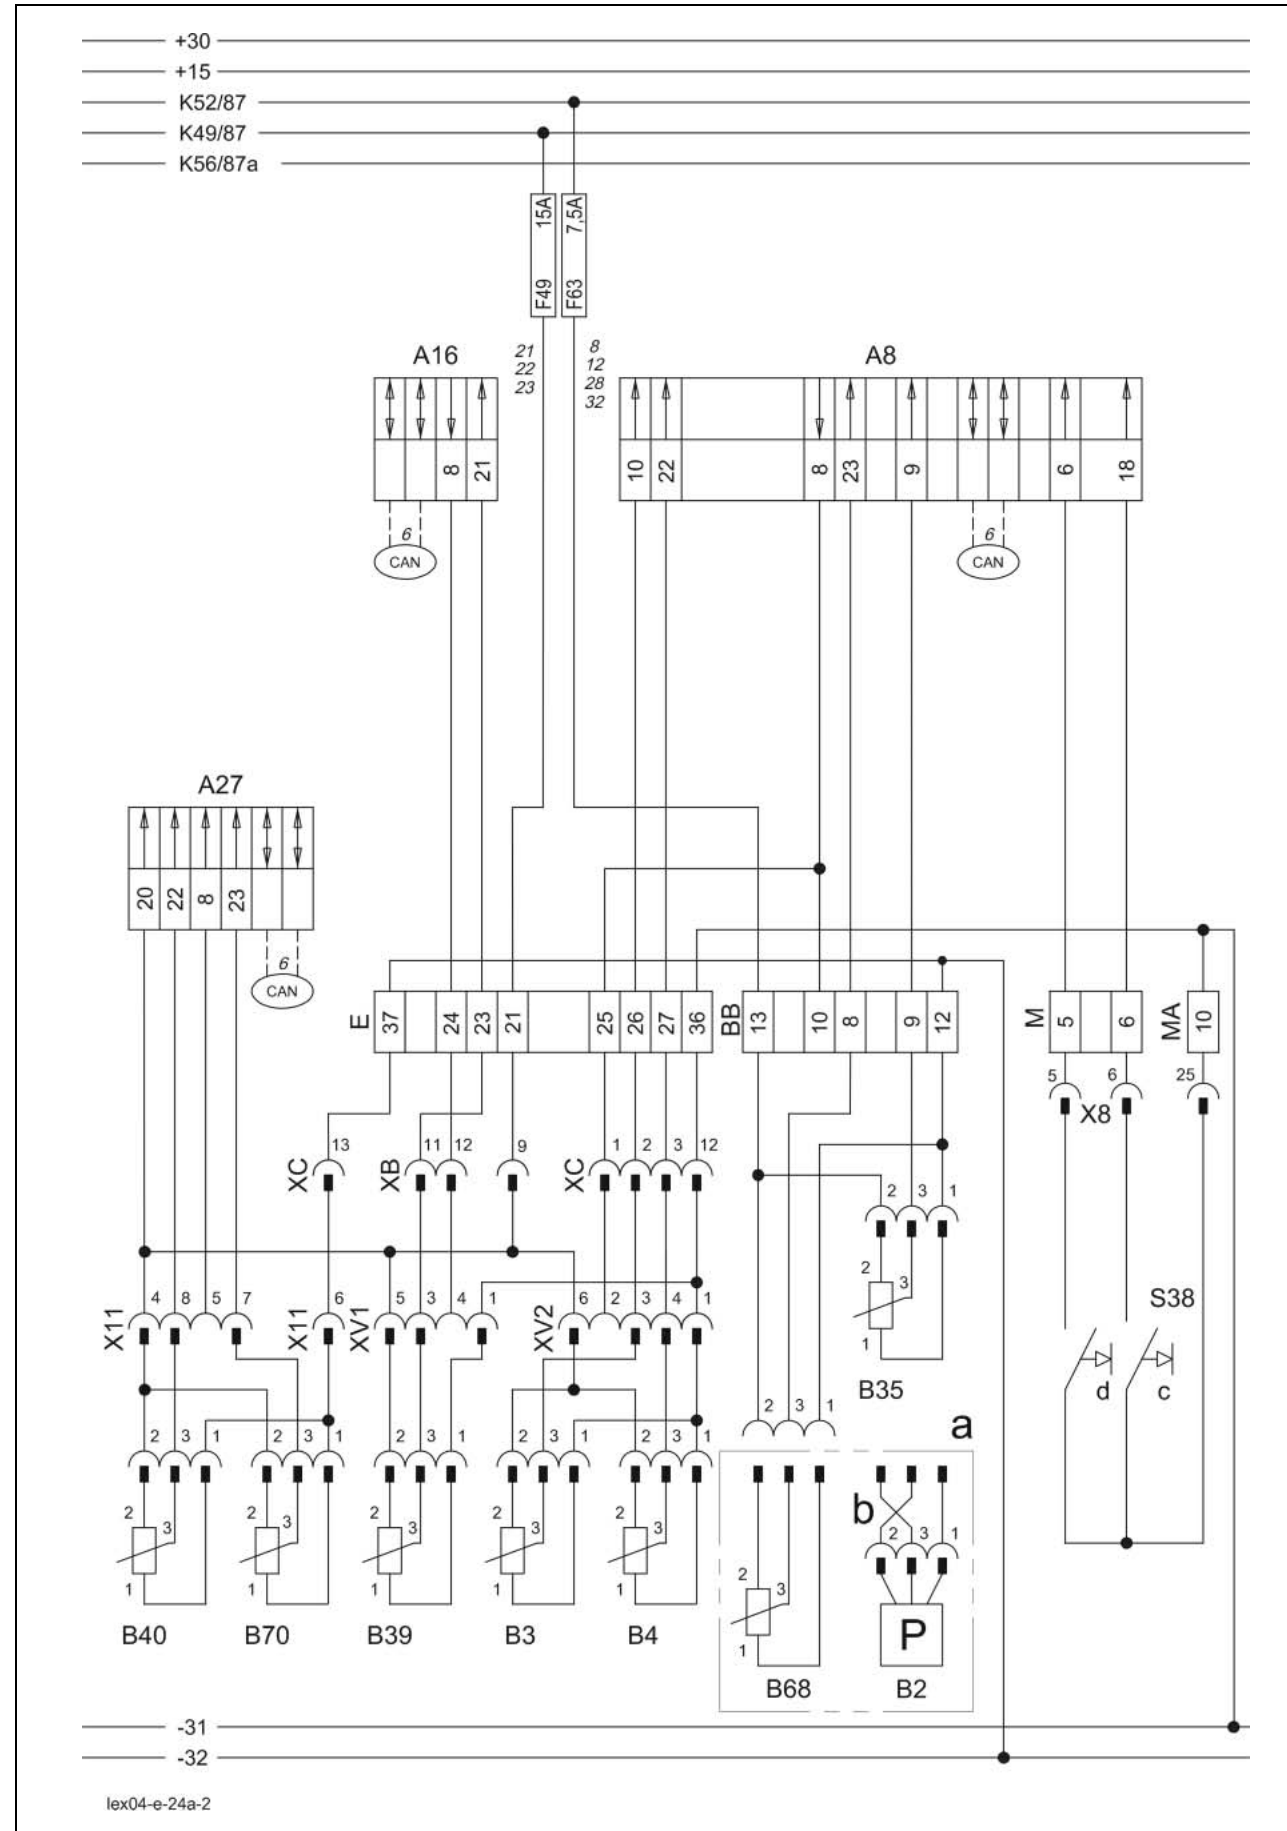 +30
+15
K52/87
K49/87
K56/87a
15A 7,5A
F49 F63
A16 21 8 A8
22 12
23 28
32
8 21 10 22 8 23 9 6 18
6 6
CAN CAN
A27
20 22 8 23
6
CAN
E 37 24 23 21 25 26 27 36 BB 13 10 8 9 12 M 5 6 MA 10
5 6 25
X8
13 11 12 9 1 2 3 12
XC XB XC
2 3 1
4 8 5 7 6 5 3 4 1 6 2 3 4 1
X11 X11 XV1 XV2
2 3
1
S38
B35 d c
2 3 1
a
2 3 1 2 3 1 2 3 1 2 3 1 2 3 1
2 3 2 3 2 3 2 3 2 3 b
2 3 1
1 1 1 1 1 2 3
B40 B70 B39 B3 B4 P
1
B68 B2
-31
-32
lex04-e-24a-2